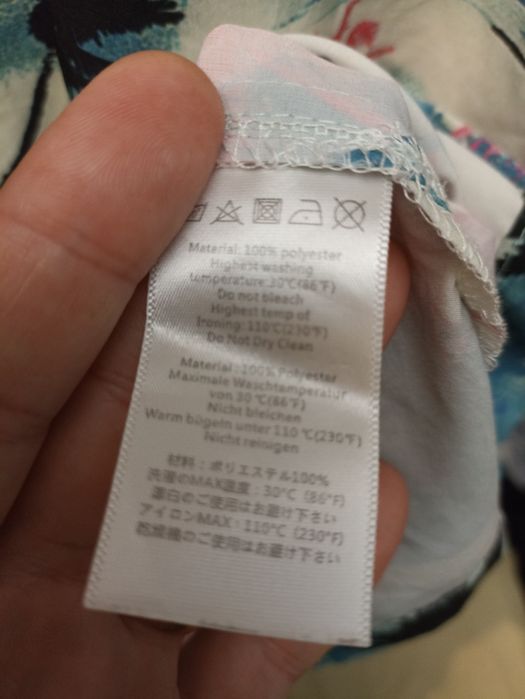 Material: 100% polyester
Highest washing
temperature:30℃(86℉)
Do not bleach
Highest temp of
Ironing: 110℃(230℉)
Do Not Dry Clean
Material: 100% Polyester
Maximale Waschtemperatur
von 30℃(86℉)
Nicht bleichen
Warm bügeln unter 110℃(230℉)
Nicht reinigen
材料：ポリエステル100%
洗濯のMAX温度：30℃（86℉）
蛋白のご使用はお避け下さい
アイロンMAX：110℃（230℉）
乾燥機のご使用はお避け下さい